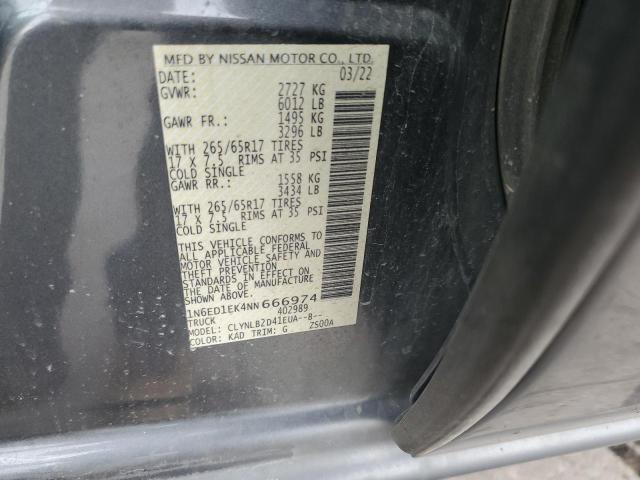 MFD BY NISSAN MOTOR CO., LTD.
DATE: 03/22
GVWR: 2727 KG
6012 LB
GAWR FR.: 1495 KG
3296 LB
WITH 265/65R17 TIRES
17 X 7.5 RIMS AT 35 PSI
COLD SINGLE
GAWR RR.: 1558 KG
3434 LB
WITH 265/65R17 TIRES
17 X 7.5 RIMS AT 35 PSI
COLD SINGLE
THIS VEHICLE CONFORMS TO
ALL APPLICABLE FEDERAL
MOTOR VEHICLE SAFETY AND
THEFT PREVENTION
STANDARDS IN EFFECT ON
THE DATE OF MANUFACTURE
SHOWN ABOVE.
1N6ED1EK4NN666974
TRUCK 402989
MODEL: CLYNLB2D41EUA--B--
COLOR: KAD TRIM: G ZS00A